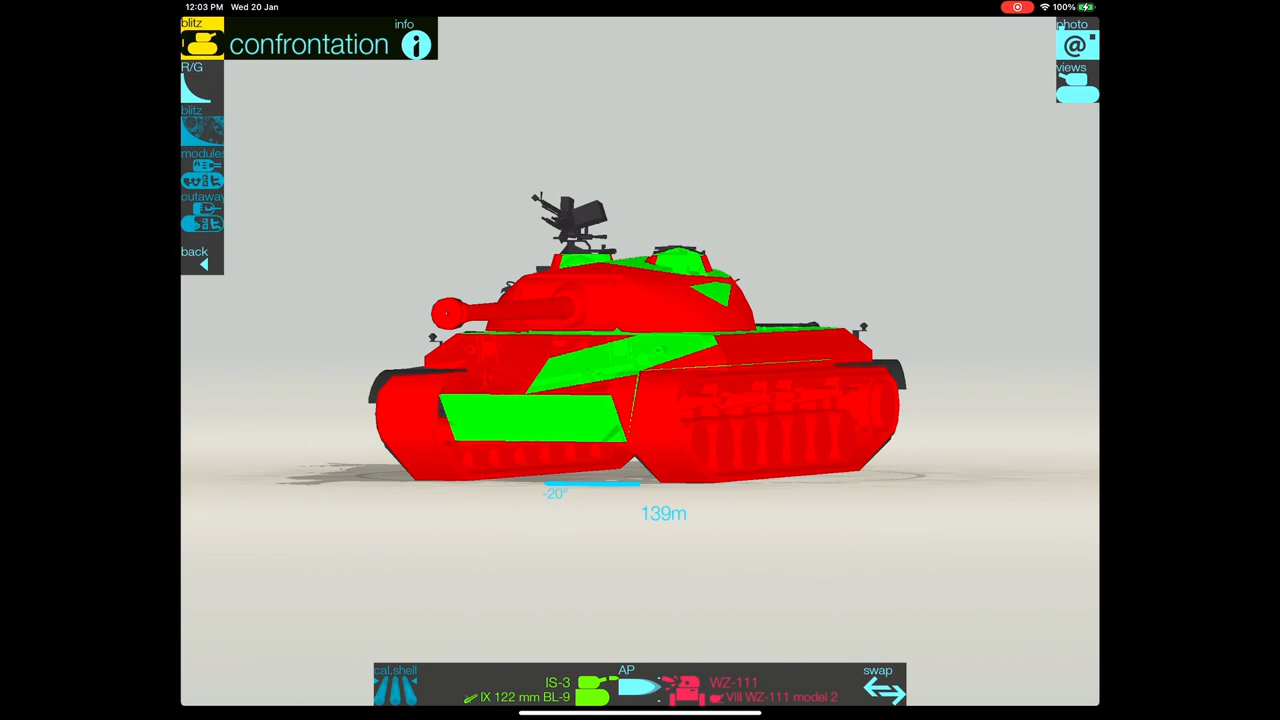 12:03 PM Wed 20 Jan
100%
blitz
info
confrontation
photo
@
R/G
views
blitz
modules
cutaway
back
-20°
139m
cal.shell
AP
swap
IS-3
WZ-111
IX 122 mm BL-9
VIII WZ-111 model 2